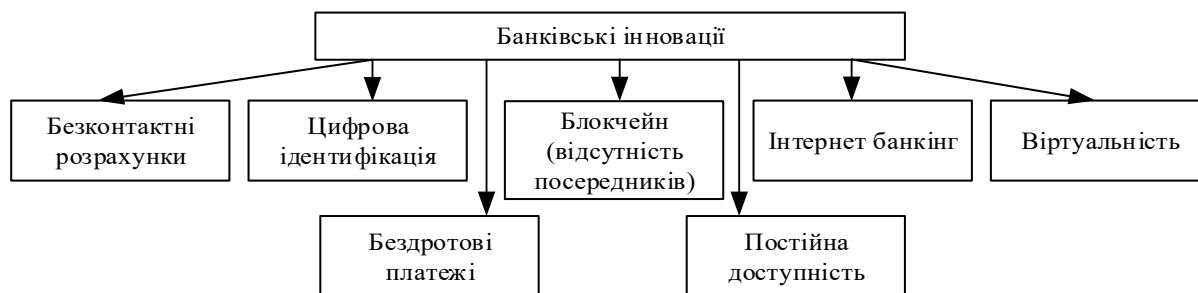 Банківські інновації
Безконтактні
розрахунки
Цифрова
ідентифікація
Блокчейн
(відсутність
посередників)
Інтернет банкінг
Віртуальність
Бездротові
платежі
Постійна
доступність